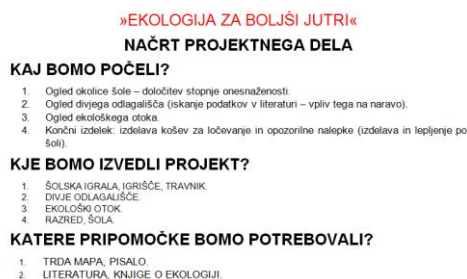 »EKOLOGIJA ZA BOLJŠI JUTRI«
NAČRT PROJEKTNEGA DELA
KAJ BOMO POČELI?
1. Ogled okolice šole – določitev stopnje onesnaženosti.
2. Ogled divjega odlagališča (iskanje podatkov v literaturi – vpliv tega na naravo).
3. Ogled ekološkega otoka.
4. Končni izdelek: izdelava košev za ločevanje in opozorilne nalepke (izdelava in lepljenje po
šoli).
KJE BOMO IZVEDLI PROJEKT?
1. ŠOLSKA IGRALA, IGRIŠČE, TRAVNIK.
2. DIVJE ODLAGALIŠČE.
3. EKOLOŠKI OTOK.
4. RAZRED, ŠOLA.
KATERE PRIPOMOČKE BOMO POTREBOVALI?
1. TRDA MAPA, PISALO.
2. LITERATURA, KNJIGE O EKOLOGIJI.